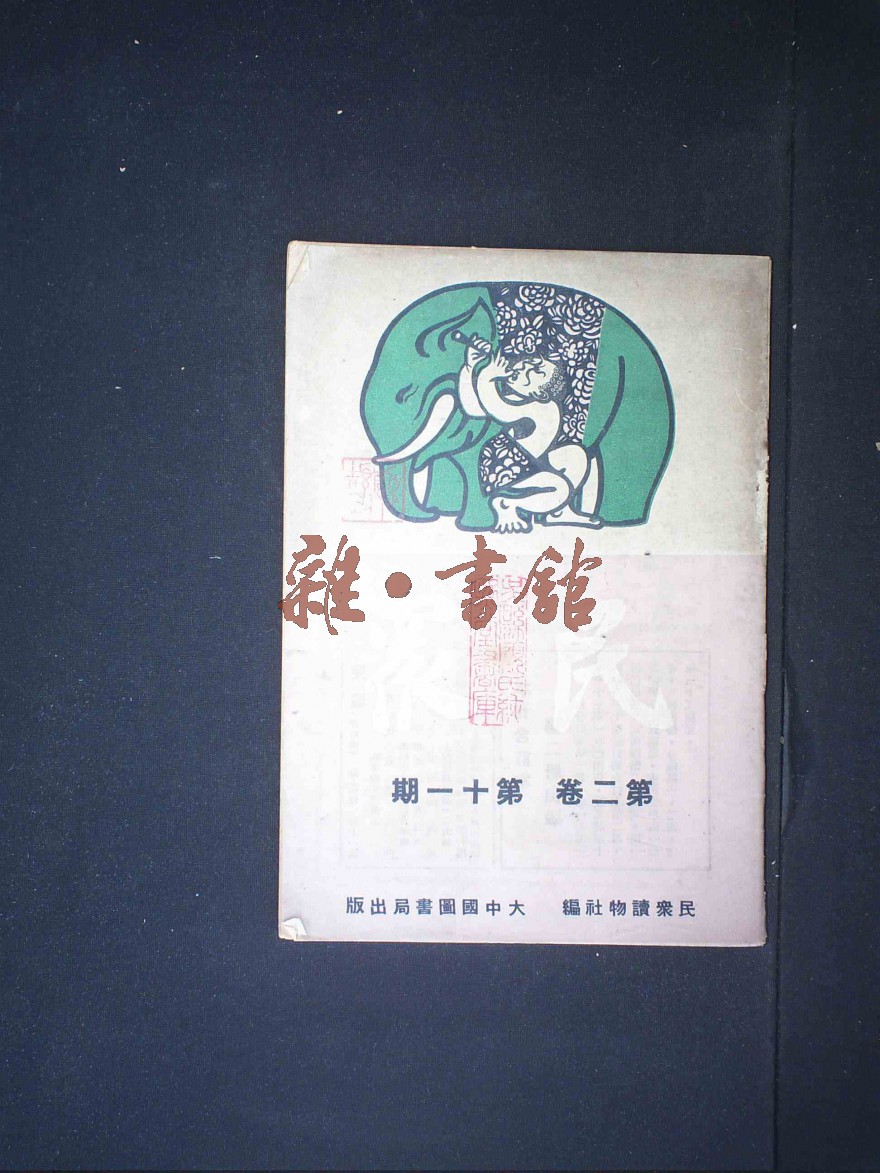 雜·書館
民衆
第二卷 第十一期
民衆讀物社編 大中國圖書局出版